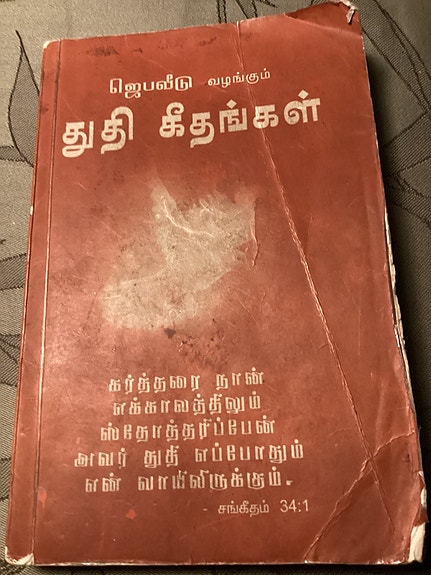 ஜெபவீடு வழங்கும்
துதி கீதங்கள்
கர்த்தரை நான்
எக்காலத்திலும்
ஸ்தோத்தரிப்பேன்
அவர் துதி எப்போதும்
என் வாயிலிருக்கும்.
சங்கீதம் 34:1